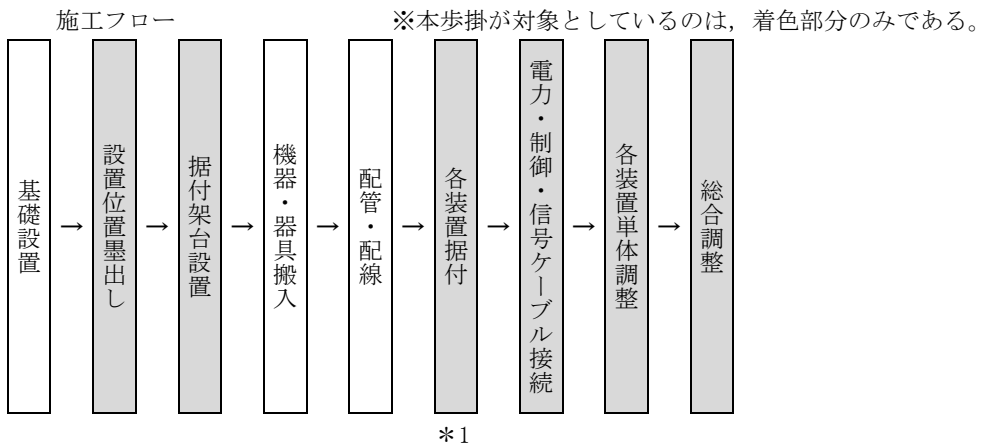 施工フロー
※本歩掛が対象としているのは，着色部分のみである。
基礎設置
→
設置位置墨出し
→
据付架台設置
→
機器・器具搬入
→
配管・配線
→
各装置据付
→
電力・制御・信号ケーブル接続
→
各装置単体調整
→
総合調整
＊1